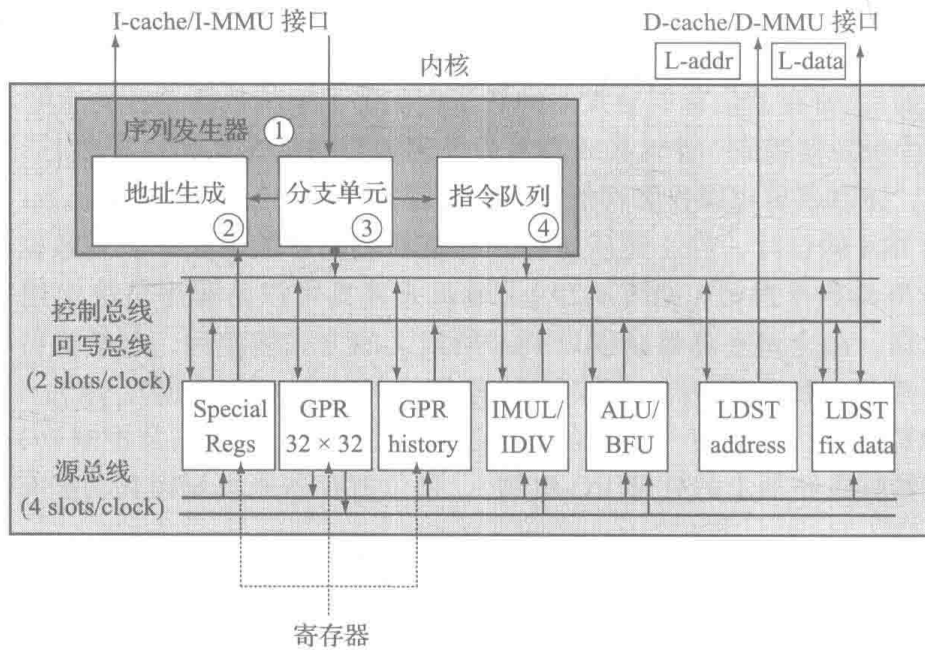 I-cache/I-MMU 接口
D-cache/D-MMU 接口
L-addr
L-data
内核
序列发生器 ①
地址生成
②
分支单元
③
指令队列
④
控制总线
回写总线
(2 slots/clock)
Special
Regs
GPR
32 × 32
GPR
history
IMUL/
IDIV
ALU/
BFU
LDST
address
LDST
fix data
源总线
(4 slots/clock)
寄存器